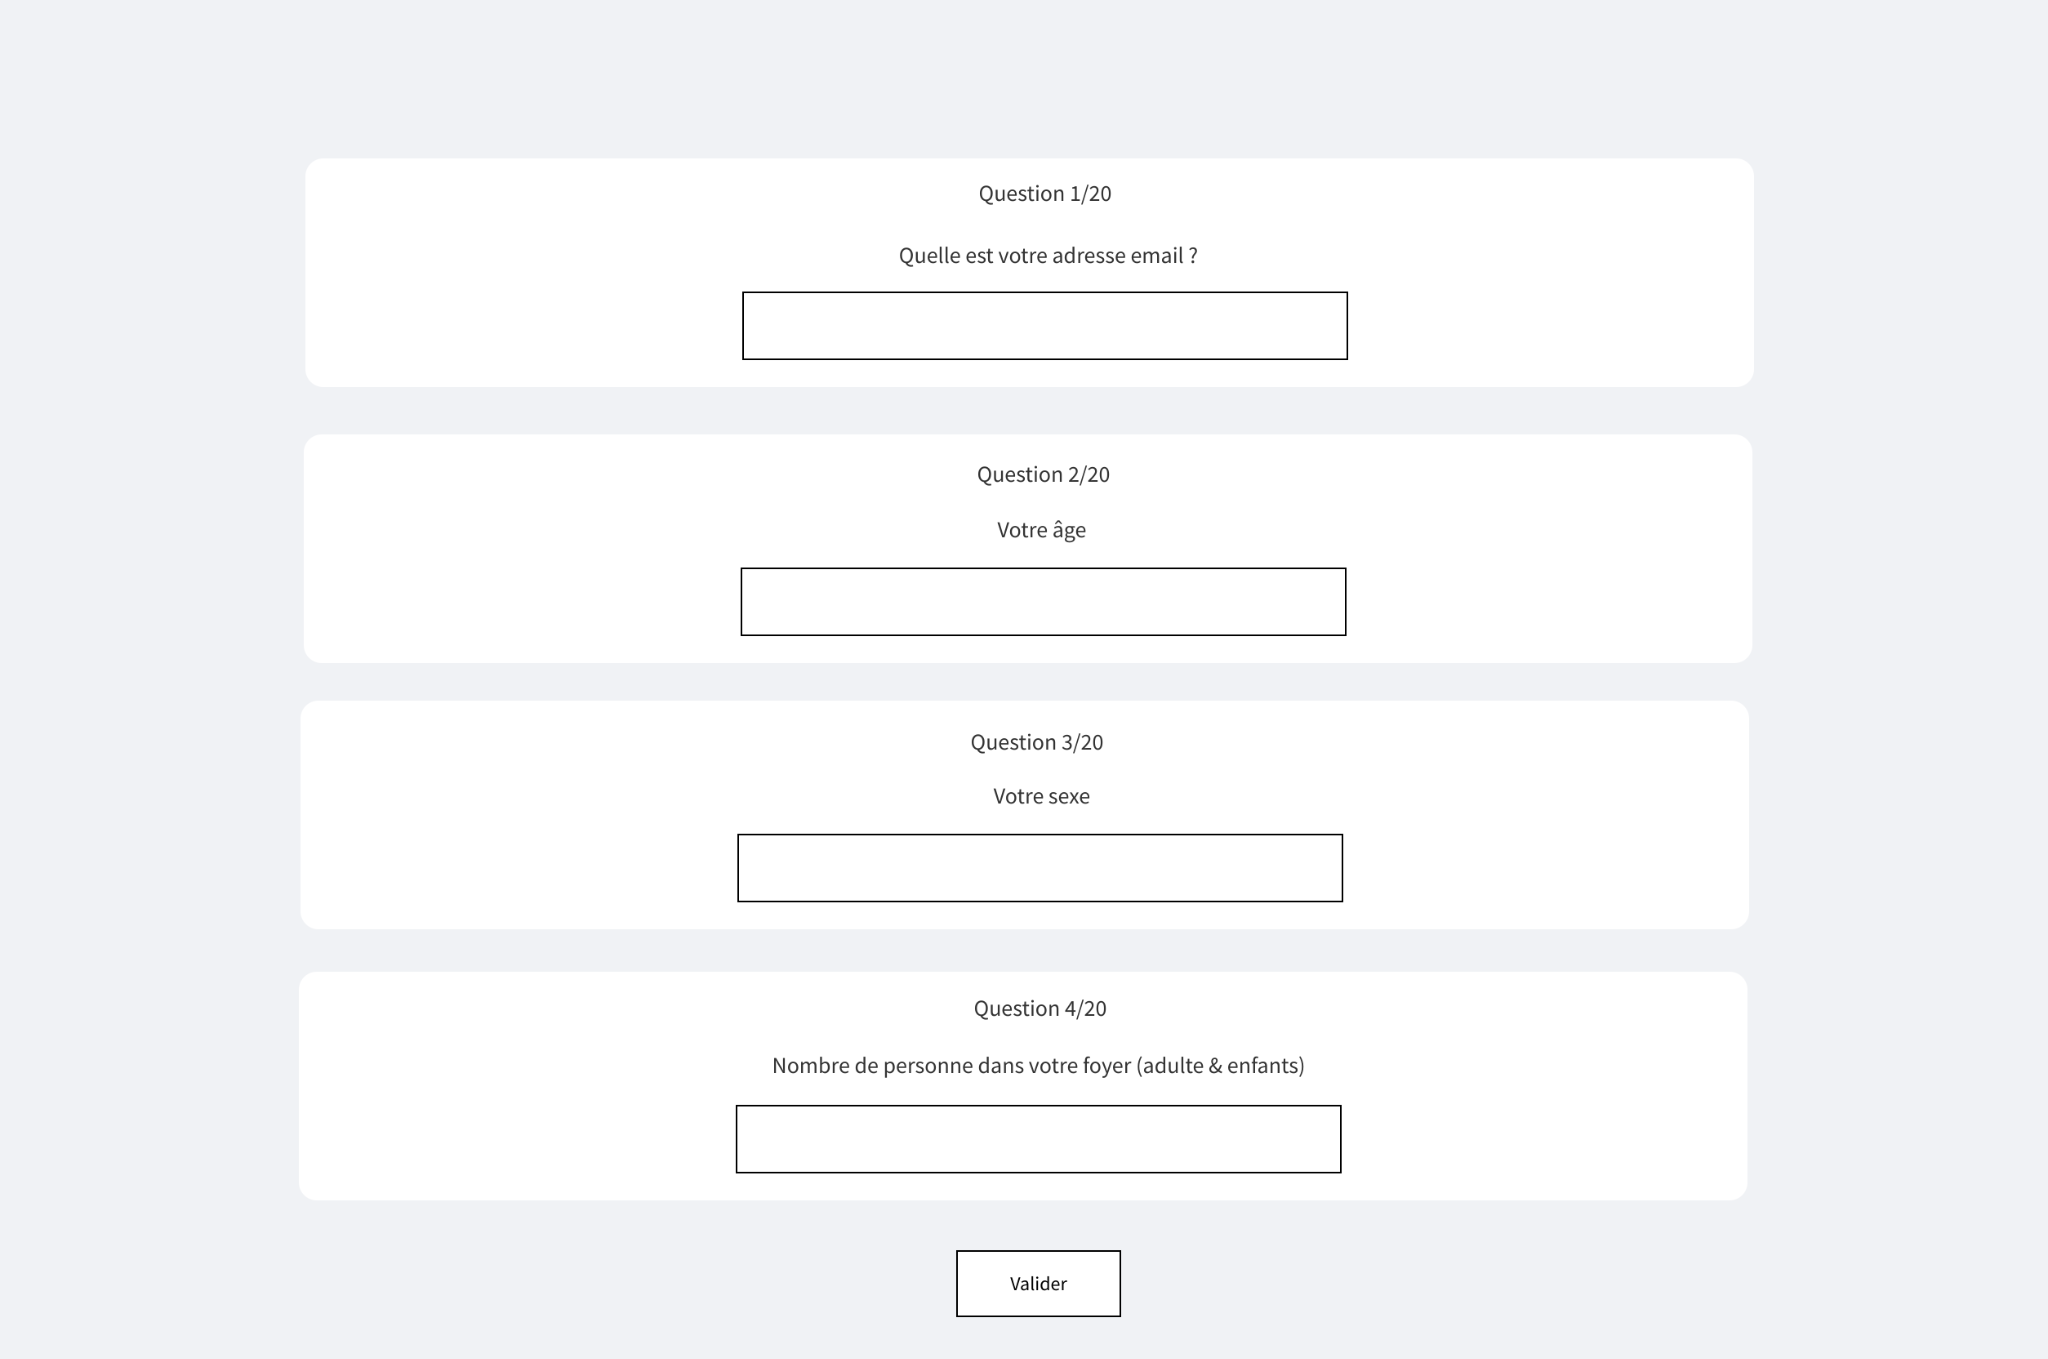 Question 1/20
Quelle est votre adresse email ?
Question 2/20
Votre âge
Question 3/20
Votre sexe
Question 4/20
Nombre de personne dans votre foyer (adulte & enfants)
Valider